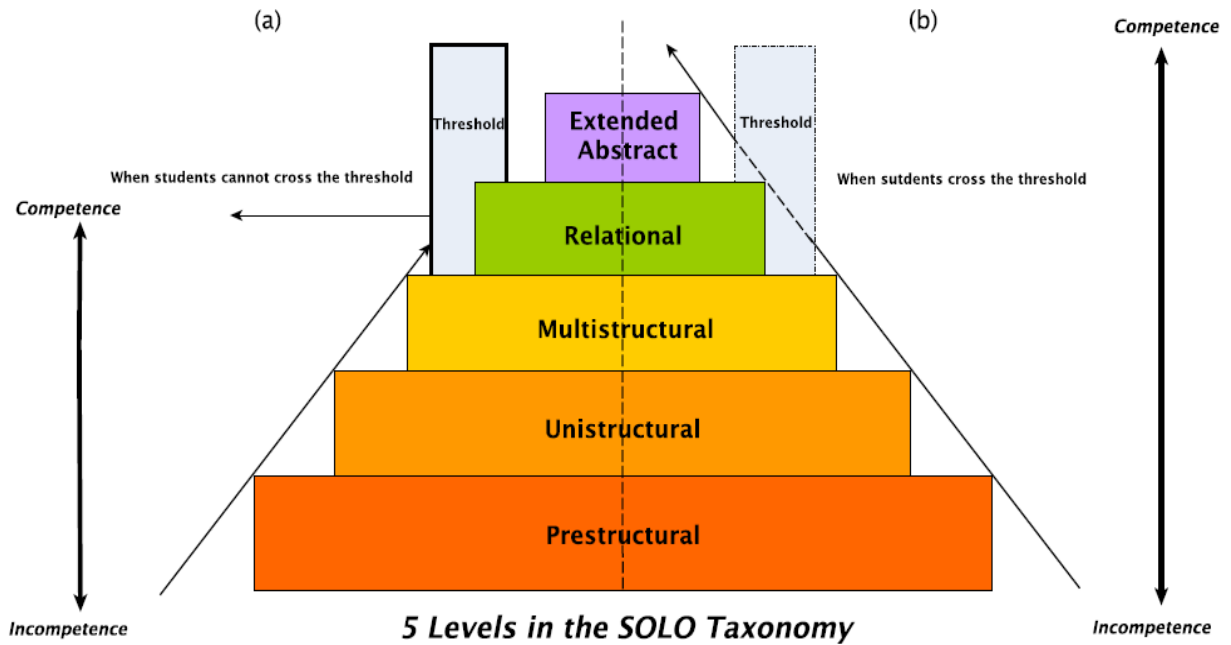 (a)
(b)
Competence
Threshold
Extended
Abstract
Threshold
When students cannot cross the threshold
When sutdents cross the threshold
Competence
Relational
Multistructural
Unistructural
Prestructural
Incompetence
5 Levels in the SOLO Taxonomy
Incompetence